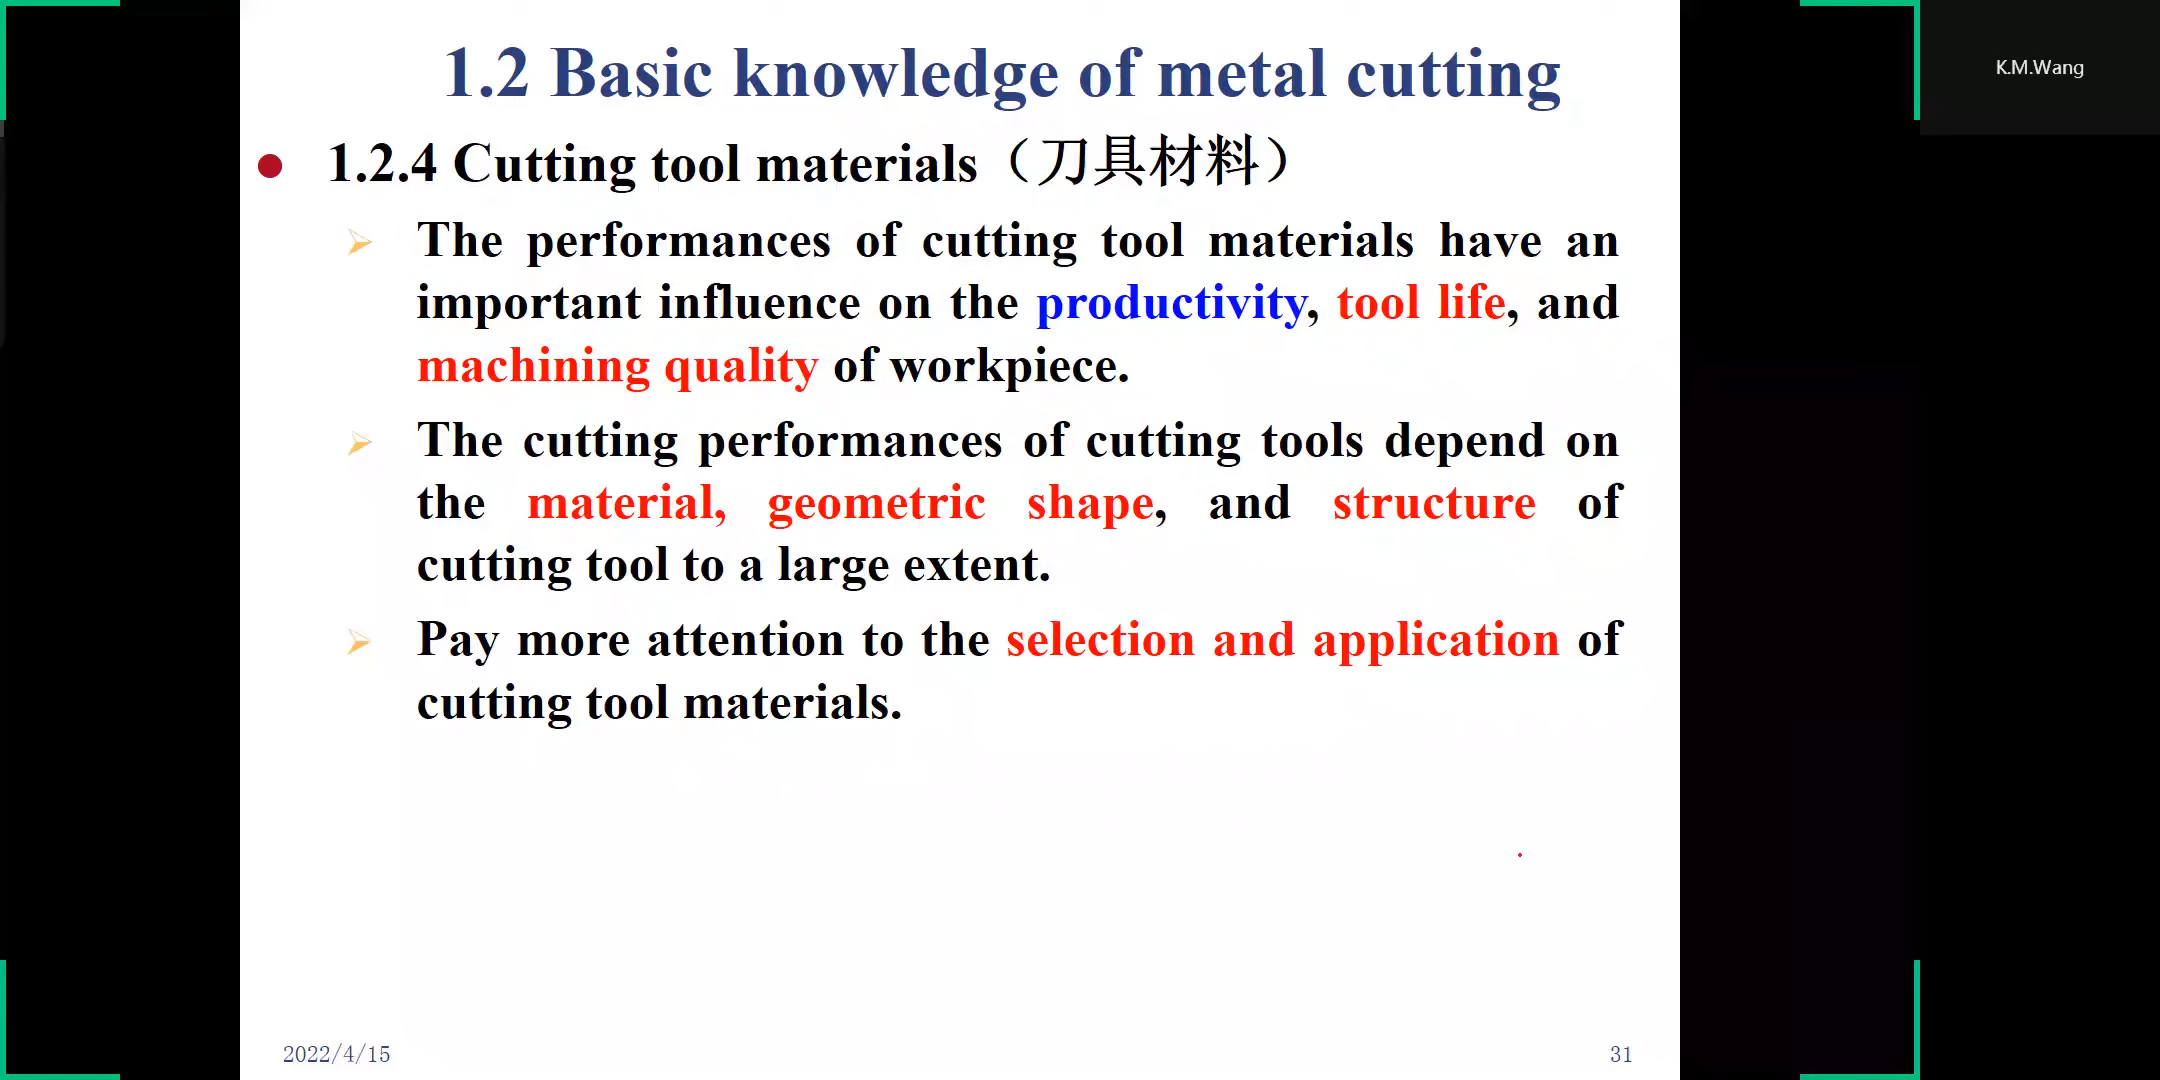 1.2 Basic knowledge of metal cutting
K.M.Wang
1.2.4 Cutting tool materials（刀具材料）
The performances of cutting tool materials have an
important influence on the productivity, tool life, and
machining quality of workpiece.
The cutting performances of cutting tools depend on
the material, geometric shape, and structure of
cutting tool to a large extent.
Pay more attention to the selection and application of
cutting tool materials.
2022/4/15
31